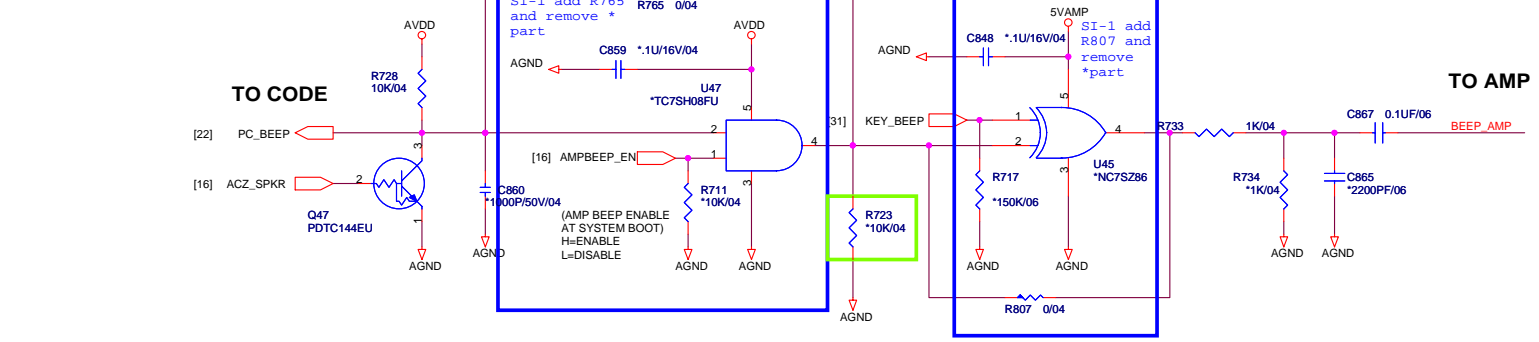 SI-1 add R765
and remove *
part
R765 0/04
AVDD
R728
10K/04
TO CODE
[22] PC_BEEP
3
[16] ACZ_SPKR
2
Q47
PDTC144EU
1
AGND
C860
*1000P/50V/04
AGND
AVDD
C859 *.1U/16V/04
AGND
U47
*TC7SH08FU
5
2
1
4
3
[16] AMPBEEP_EN
R711
*10K/04
(AMP BEEP ENABLE
AT SYSTEM BOOT)
H=ENABLE
L=DISABLE
AGND
AGND
[31]
R723
*10K/04
AGND
5VAMP
SI-1 add
R807 and
remove
*part
C848 *.1U/16V/04
AGND
KEY_BEEP
5
1
2
4
3
U45
*NC7SZ86
R717
*150K/06
AGND
AGND
R807 0/04
R733 1K/04
R734
*1K/04
AGND
C865
*2200PF/06
AGND
C867 0.1UF/06
TO AMP
BEEP_AMP